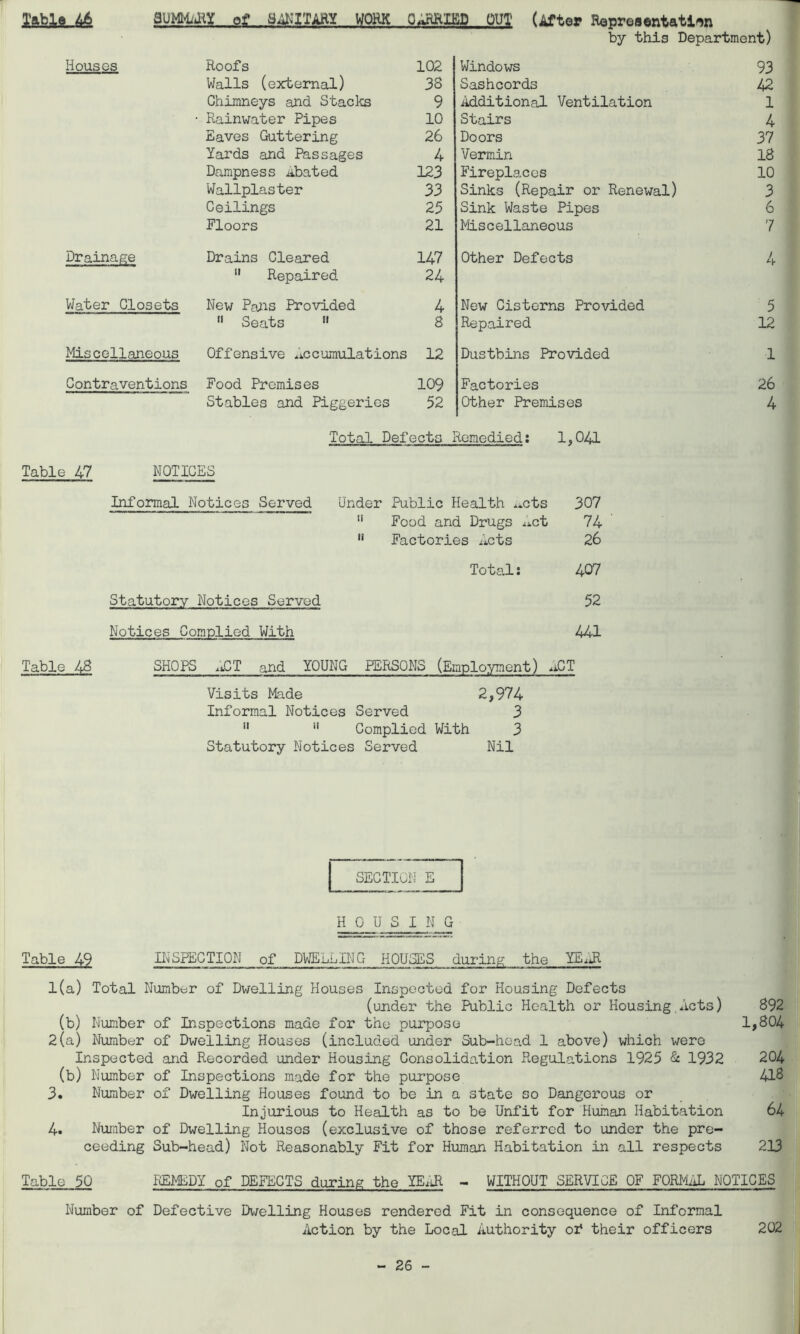 Table 46 SUMMARY of SANITARY WORK CARRIED OUT (After Representation
by this Department)
Houses Roofs 102 Windows 93
Walls (external) 38 Sashcords 42
Chimneys and Stacks 9 Additional Ventilation 1
Rainwater Pipes 10 Stairs 4
Eaves Guttering 26 Doors 37
Yards and Passages 4 Vermin 18
Dampness Abated 123 Fireplaces 10
Wallplaster 33 Sinks (Repair or Renewal) 3
Ceilings 25 Sink Waste Pipes 6
Floors 21 Miscellaneous 7
Drainage Drains Cleared 147 Other Defects 4
" Repaired 24
Water Closets New Pans Provided 4 New Cisterns Provided 5
" Seats " 8 Repaired 12
Miscellaneous Offensive Accumulations 12 Dustbins Provided 1
Contraventions Food Premises 109 Factories 26
Stables and Piggeries 52 Other Premises 4
Total Defects Remedied: 1,041
Table 47 NOTICES
Informal Notices Served Under Public Health Acts 307
" Food and Drugs Act 74
" Factories Acts 26
Total: 407
Statutory Notices Served 52
Notices Complied With 441
Table 48 SHOPS ACT and YOUNG PERSONS (Employment) ACT
Visits Made 2,974
Informal Notices Served 3
" " Complied With 3
Statutory Notices Served Nil
SECTION E
HOUSING
Table 49 INSPECTION of DWELLING HOUSES during the YEAR
1(a) Total Number of Dwelling Houses Inspected for Housing Defects
(under the Public Health or Housing Acts) 892
(b) Number of Inspections made for the purpose 1,804
2(a) Number of Dwelling Houses (included under Sub-head 1 above) which were
Inspected and Recorded under Housing Consolidation Regulations 1925 & 1932 204
(b) Number of Inspections made for the purpose 418
3. Number of Dwelling Houses found to be in a state so Dangerous or
Injurious to Health as to be Unfit for Human Habitation 64
4. Number of Dwelling Houses (exclusive of those referred to under the pre-
ceeding Sub-head) Not Reasonably Fit for Human Habitation in all respects 213
Table 50 REMEDY of DEFECTS during the YEAR - WITHOUT SERVICE OF FORMAL NOTICES
Number of Defective Dwelling Houses rendered Fit in consequence of Informal
Action by the Local Authority or their officers 202
- 26 -